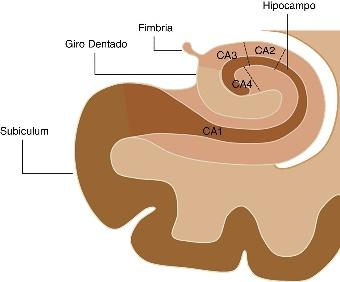 Hipocampo
Fimbria
Giro Dentado
CA3
CA2
CA4
CA1
Subiculum